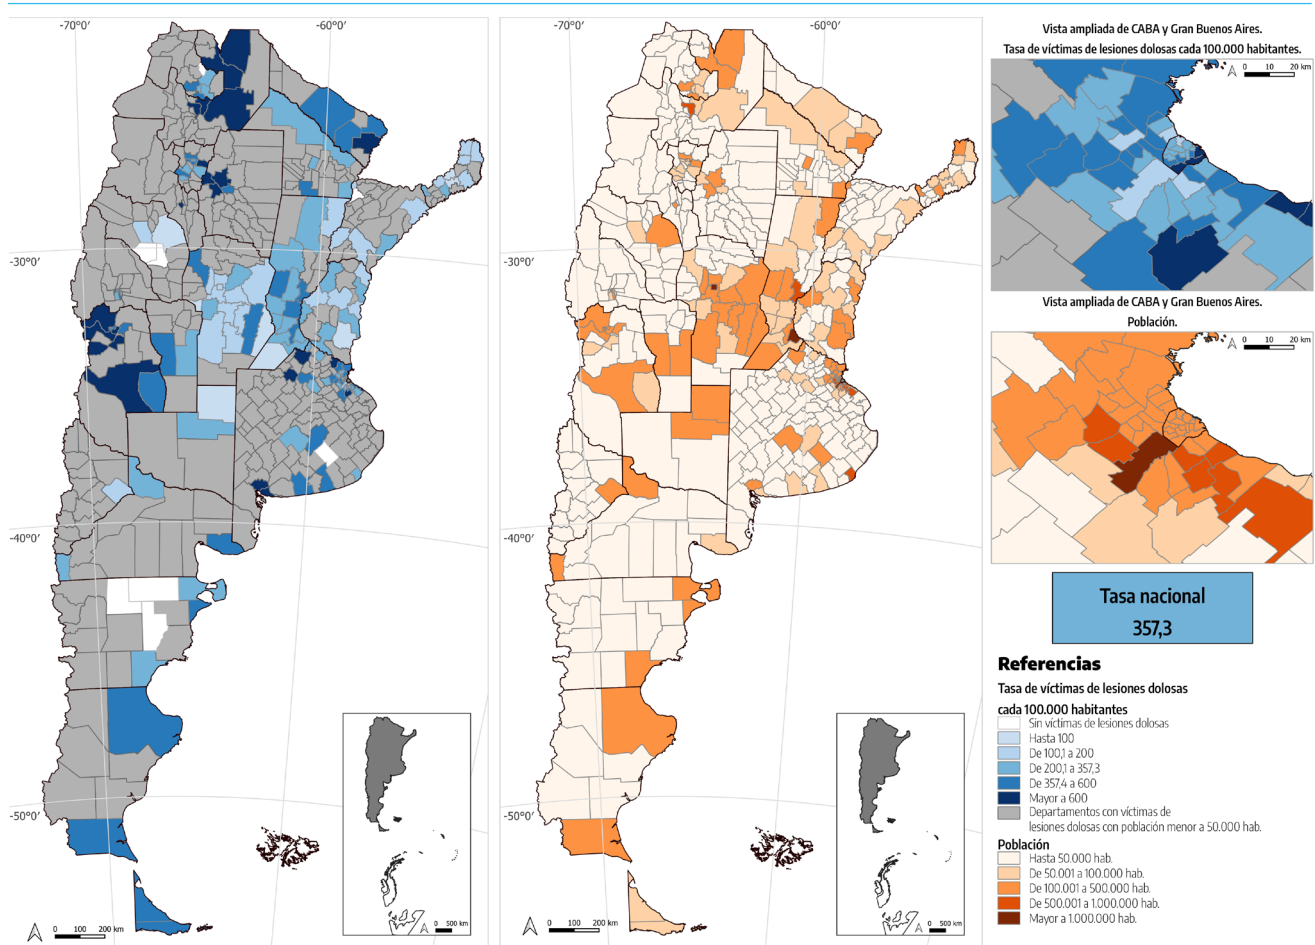 -70°0'
-60°0'
-30°0'
-40°0'
-50°0'
0 100 200 km
0 500 km
-70°0'
-60°0'
0 100 200 km
0 500 km
Vista ampliada de CABA y Gran Buenos Aires.
Tasa de víctimas de lesiones dolosas cada 100.000 habitantes.
0 10 20 km
Vista ampliada de CABA y Gran Buenos Aires.
Población.
0 10 20 km
Tasa nacional
357,3
Referencias
Tasa de víctimas de lesiones dolosas
cada 100.000 habitantes
Sin víctimas de lesiones dolosas
Hasta 100
De 100,1 a 200
De 200,1 a 357,3
De 357,4 a 600
Mayor a 600
Departamentos con víctimas de
lesiones dolosas con población menor a 50.000 hab.
Población
Hasta 50.000 hab.
De 50.001 a 100.000 hab.
De 100.001 a 500.000 hab.
De 500.001 a 1.000.000 hab.
Mayor a 1.000.000 hab.